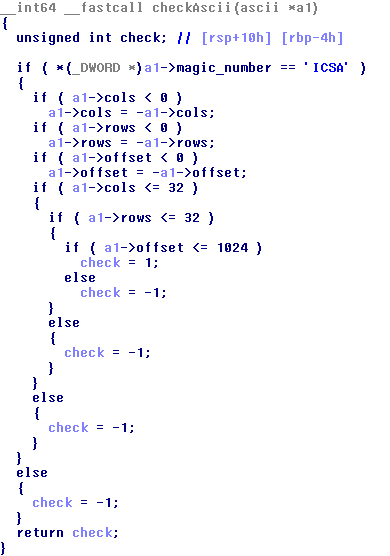 __int64 __fastcall checkAscii(ascii *a1)
{
  unsigned int check; // [rsp+10h] [rbp-4h]

  if ( *(_DWORD *)a1->magic_number == 'ICSA' )
  {
    if ( a1->cols < 0 )
      a1->cols = -a1->cols;
    if ( a1->rows < 0 )
      a1->rows = -a1->rows;
    if ( a1->offset < 0 )
      a1->offset = -a1->offset;
    if ( a1->cols <= 32 )
    {
      if ( a1->rows <= 32 )
      {
        if ( a1->offset <= 1024 )
          check = 1;
        else
          check = -1;
      }
      else
      {
        check = -1;
      }
    }
    else
    {
      check = -1;
    }
  }
  else
  {
    check = -1;
  }
  return check;
}